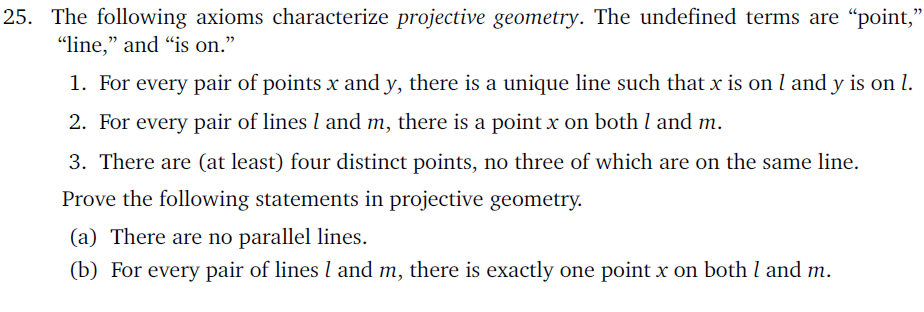 25. The following axioms characterize projective geometry. The undefined terms are “point,”
“line,” and “is on.”
1. For every pair of points x and y, there is a unique line such that x is on l and y is on l.
2. For every pair of lines l and m, there is a point x on both l and m.
3. There are (at least) four distinct points, no three of which are on the same line.
Prove the following statements in projective geometry.
(a) There are no parallel lines.
(b) For every pair of lines l and m, there is exactly one point x on both l and m.